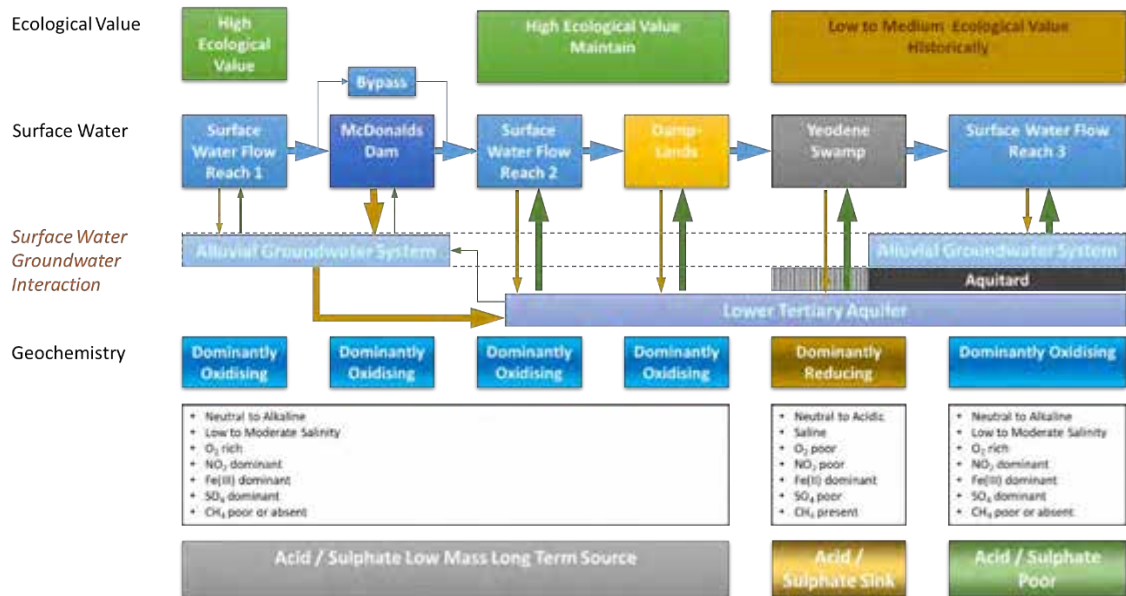 Ecological Value
High
Ecological
Value
High Ecological Value
Maintain
Low to Medium Ecological Value
Historically
Bypass
Surface Water
Surface
Water Flow
Reach 1
McDonalds
Dam
Surface
Water Flow
Reach 2
Damp-
Lands
Yeodene
Swamp
Surface Water Flow
Reach 3
Surface Water
Groundwater
Interaction
Alluvial Groundwater System
Alluvial Groundwater System
Aquitard
Lower Tertiary Aquifer
Geochemistry
Dominantly
Oxidising
Dominantly
Oxidising
Dominantly
Oxidising
Dominantly
Oxidising
Dominantly
Reducing
Dominantly Oxidising
• Neutral to Alkaline
• Low to Moderate Salinity
• O₂ rich
• NO₂ dominant
• Fe(III) dominant
• SO₄ dominant
• CH₄ poor or absent
• Neutral to Acidic
• Saline
• O₂ poor
• NO₂ poor
• Fe(II) dominant
• SO₄ poor
• CH₄ present
• Neutral to Alkaline
• Low to Moderate Salinity
• O₂ rich
• NO₂ dominant
• Fe(III) dominant
• SO₄ dominant
• CH₄ poor or absent
Acid / Sulphate Low Mass Long Term Source
Acid /
Sulphate Sink
Acid / Sulphate
Poor